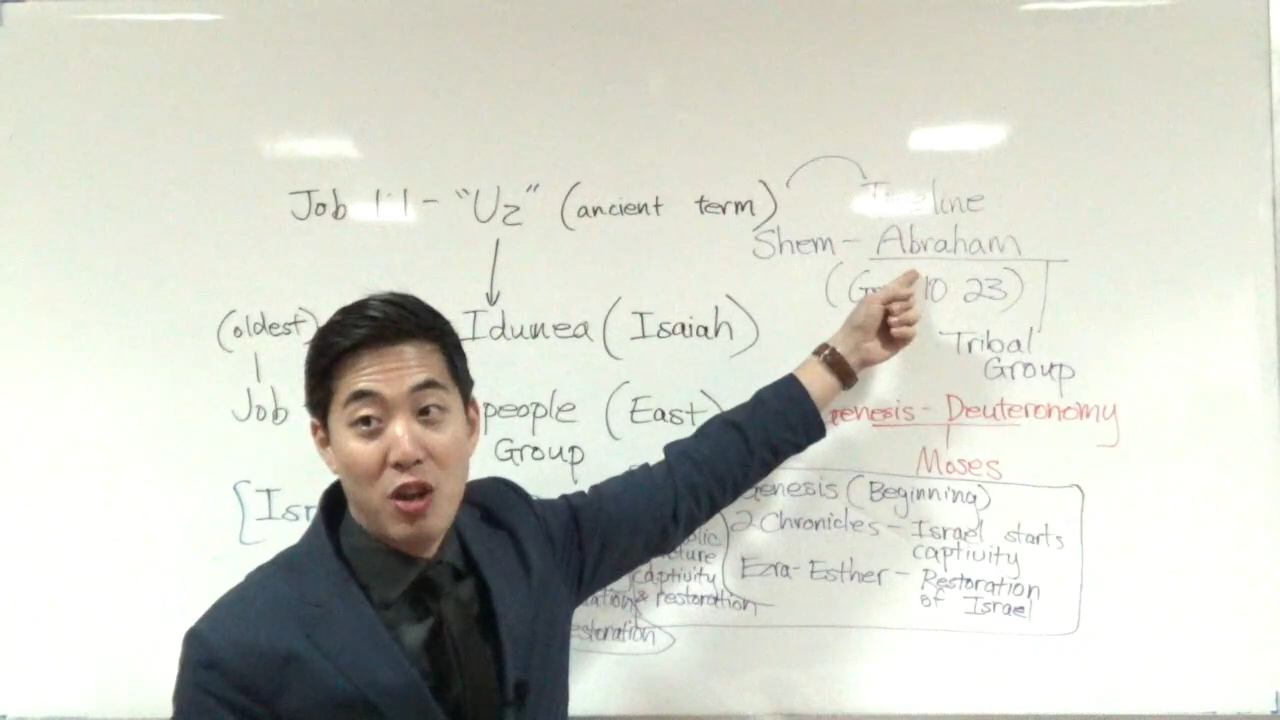 Job 1:1 - "Uz" (ancient term)
Timeline
Shem - Abraham
(Gen 10 23)
Tribal
Group
(oldest)
Job
Idumea (Isaiah)
people (East)
Group
Genesis - Deuteronomy
Moses
Genesis (Beginning)
2 Chronicles - Israel starts
captivity
Ezra-Esther - Restoration
of Israel
captivity
& restoration